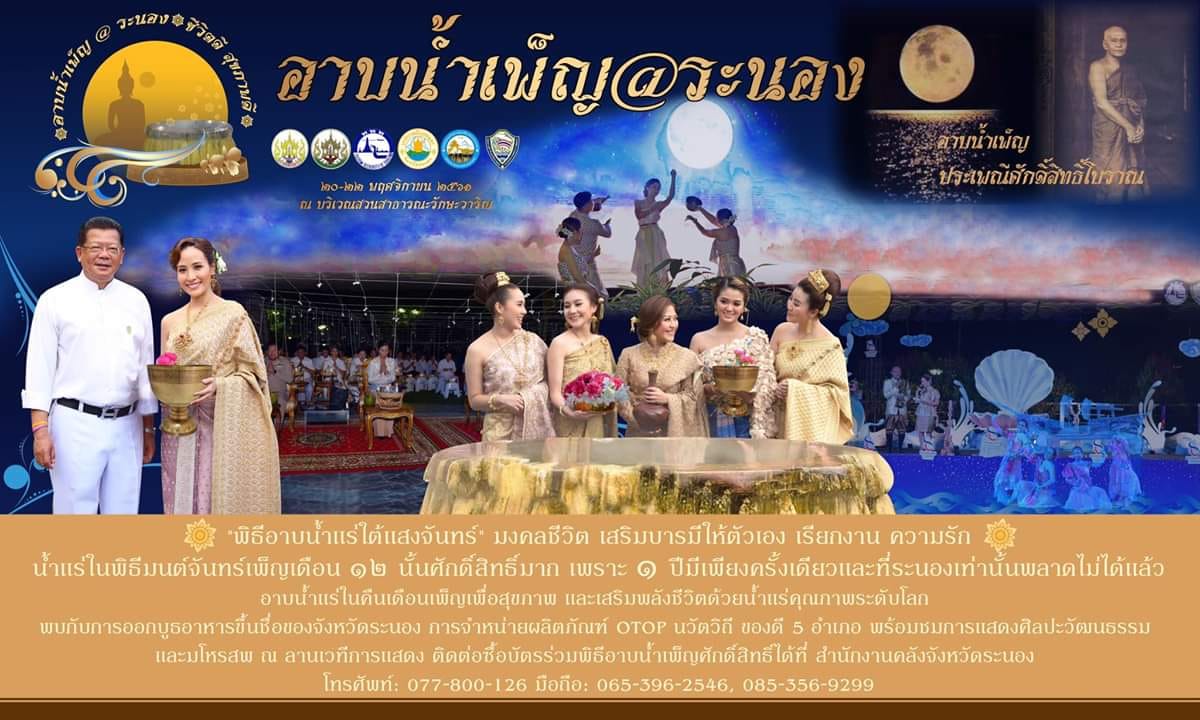 อาบน้ำเพ็ญ @ ระนอง ชีวิตดี สุขภาพดี
อาบน้ำเพ็ญ@ระนอง
๒๐-๒๒ พฤศจิกายน ๒๕๖๑
ณ บริเวณสวนสาธารณะรักษะวาริน
อาบน้ำเพ็ญ
ประเพณีศักดิ์สิทธิ์โบราณ
"พิธีอาบน้ำแร่ใต้แสงจันทร์" มงคลชีวิต เสริมบารมีให้ตัวเอง เรียกงาน ความรัก
น้ำแร่ในพิธีมนต์จันทร์เพ็ญเดือน ๑๒ นั้นศักดิ์สิทธิ์มาก เพราะ ๑ ปีมีเพียงครั้งเดียวและที่ระนองเท่านั้นพลาดไม่ได้แล้ว
อาบน้ำแร่ในคืนเดือนเพ็ญเพื่อสุขภาพ และเสริมพลังชีวิตด้วยน้ำแร่คุณภาพระดับโลก
พบกับการออกบูธอาหารขึ้นชื่อของจังหวัดระนอง การจำหน่ายผลิตภัณฑ์ OTOP นวัตวิถี ของดี 5 อำเภอ พร้อมชมการแสดงศิลปะวัฒนธรรม
และมโหรสพ ณ ลานเวทีการแสดง ติดต่อซื้อบัตรร่วมพิธีอาบน้ำเพ็ญศักดิ์สิทธิ์ได้ที่ สำนักงานคลังจังหวัดระนอง
โทรศัพท์: 077-800-126 มือถือ: 065-396-2546, 085-356-9299